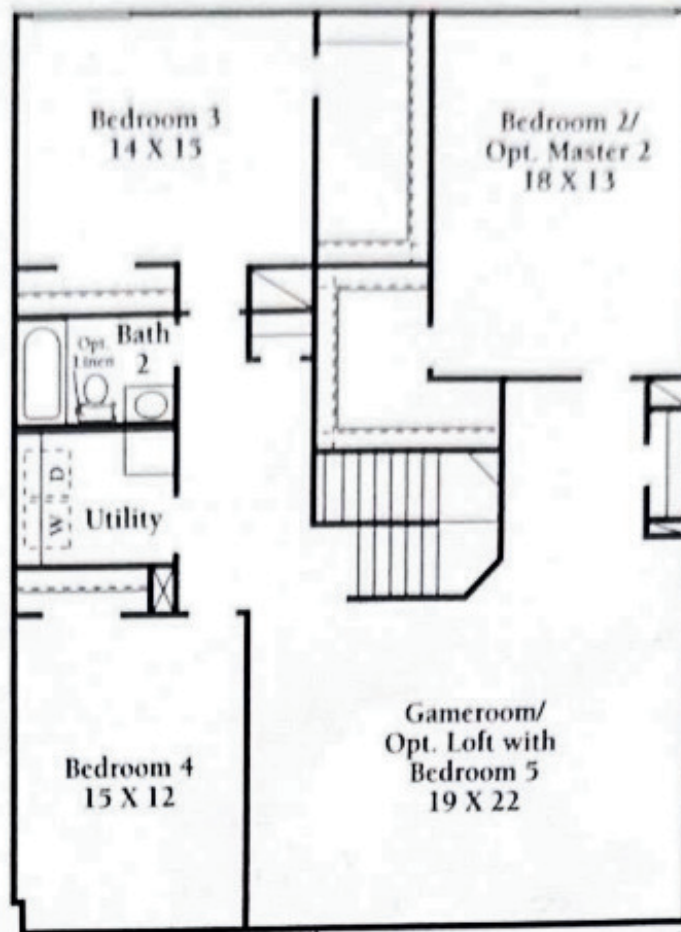 Bedroom 3
14 X 15
Bedroom 2/
Opt. Master 2
18 X 13
Bath
2
Opt.
Linen
D
W
Utility
Bedroom 4
15 X 12
Gameroom/
Opt. Loft with
Bedroom 5
19 X 22